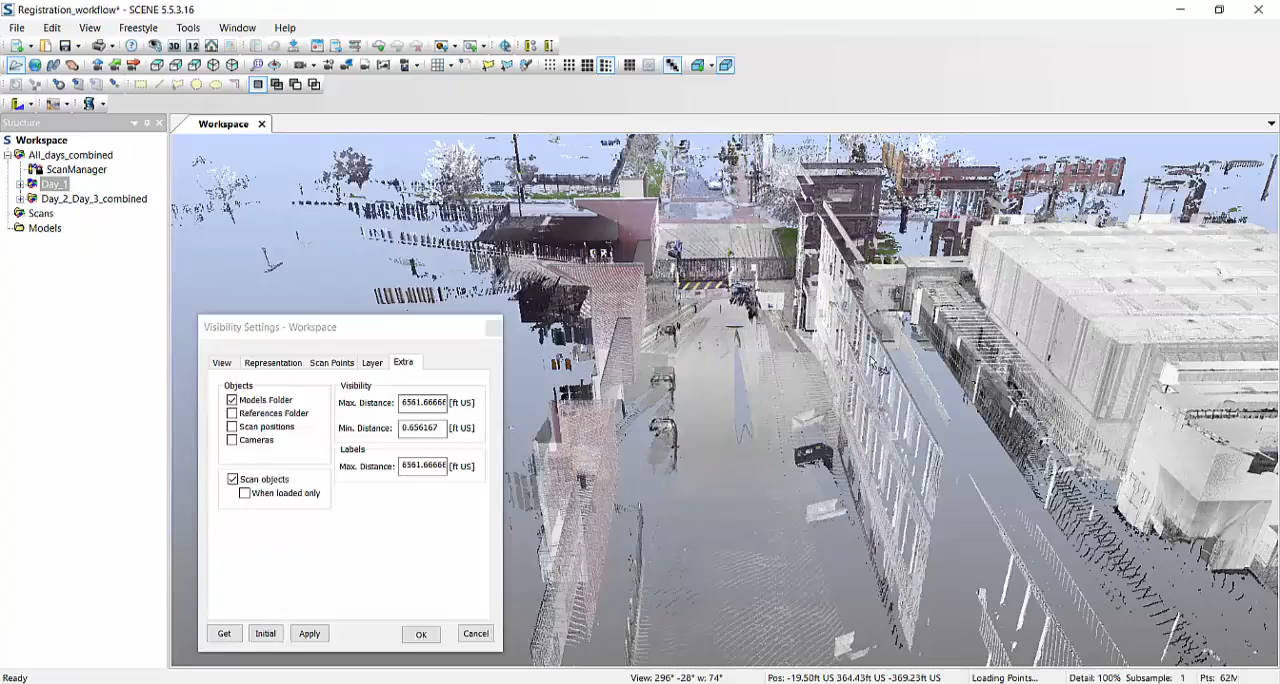 Registration_workflow* - SCENE 5.5.3.16
File Edit View Freestyle Tools Window Help
3D 12
Structure
Workspace
Workspace
All_days_combined
ScanManager
Day_1
Day_2_Day_3_combined
Scans
Models
Visibility Settings - Workspace
View Representation Scan Points Layer Extra
Objects Visibility
Models Folder
Max. Distance: 6561.6666 [ft US]
References Folder
Scan positions
Min. Distance: 0.656167 [ft US]
Cameras
Labels
Max. Distance: 6561.6666 [ft US]
Scan objects
When loaded only
Get Initial Apply OK Cancel
Ready View: 296° -28° w: 74° Pos: -19.50ft US 364.43ft US -369.23ft US Loading Points... Detail: 100% Subsample: 1 Pts: 62M